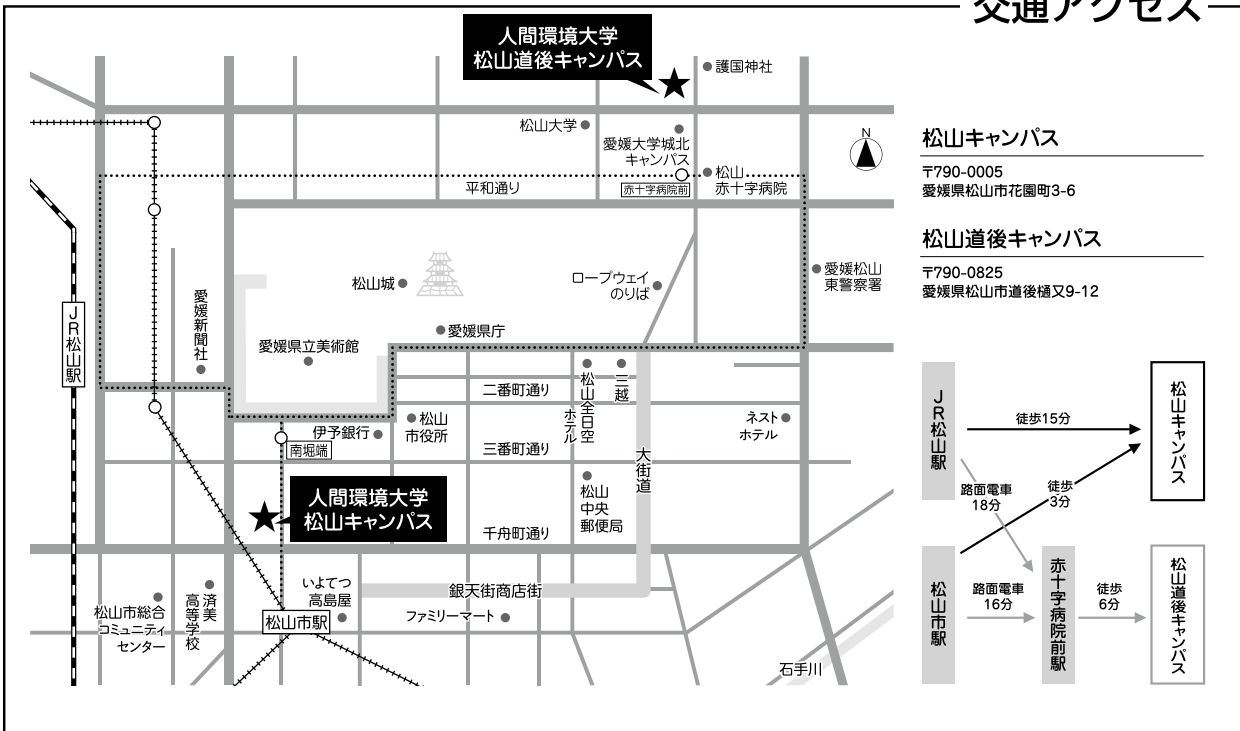 交通アクセス
人間環境大学
松山道後キャンパス
護国神社
松山大学
愛媛大学城北
キャンパス
松山
赤十字病院
赤十字病院前
平和通り
N
松山城
ロープウェイ
のりば
愛媛松山
東警察署
愛媛新聞社
JR松山駅
愛媛県庁
愛媛県立美術館
二番町通り
松山全日空
ホテル
三越
松山
市役所
伊予銀行
南堀端
三番町通り
ネスト
ホテル
大街道
人間環境大学
松山キャンパス
松山
中央
郵便局
千舟町通り
いよてつ
高島屋
銀天街商店街
ファミリーマート
松山市駅
松山市総合
コミュニティ
センター
済美
高等学校
石手川
松山キャンパス
〒790-0005
愛媛県松山市花園町3-6
松山道後キャンパス
〒790-0825
愛媛県松山市道後樋又9-12
JR松山駅
徒歩15分
松山キャンパス
路面電車
18分
徒歩
3分
松山市駅
路面電車
16分
赤十字病院前駅
徒歩
6分
松山道後キャンパス